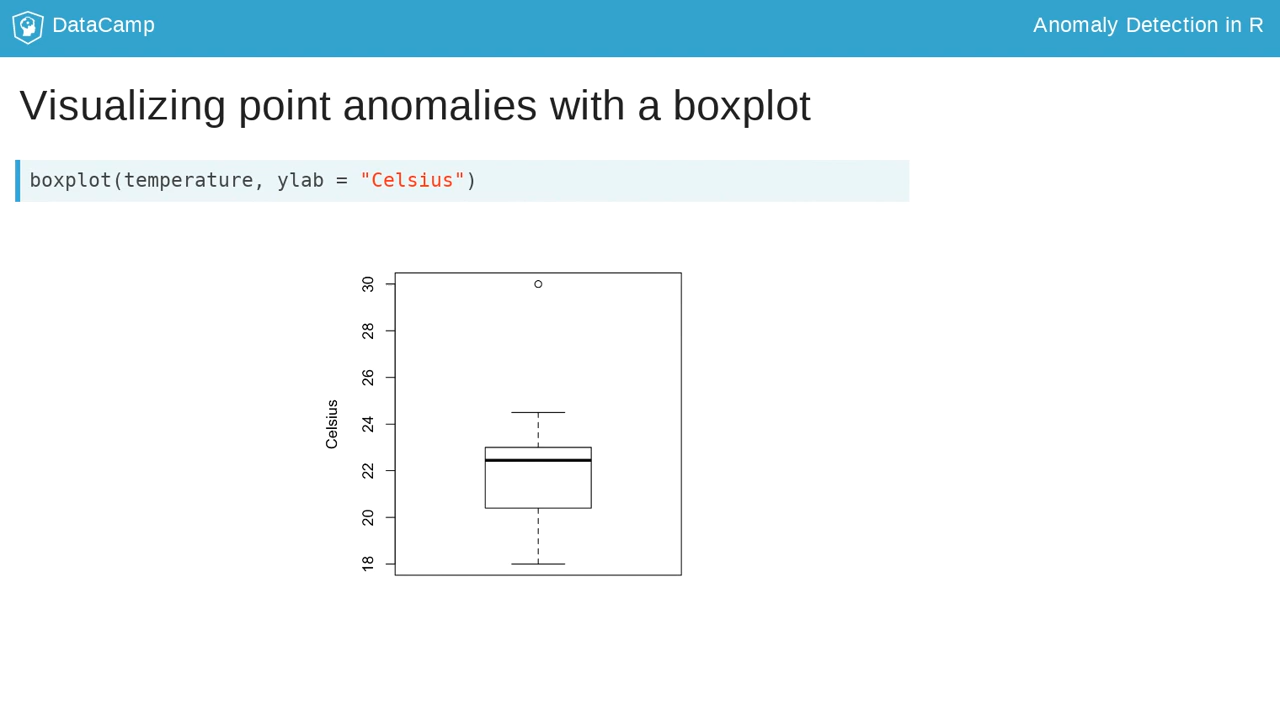 DataCamp
Anomaly Detection in R
Visualizing point anomalies with a boxplot
boxplot(temperature, ylab = "Celsius")
30
28
26
24
22
20
18
Celsius